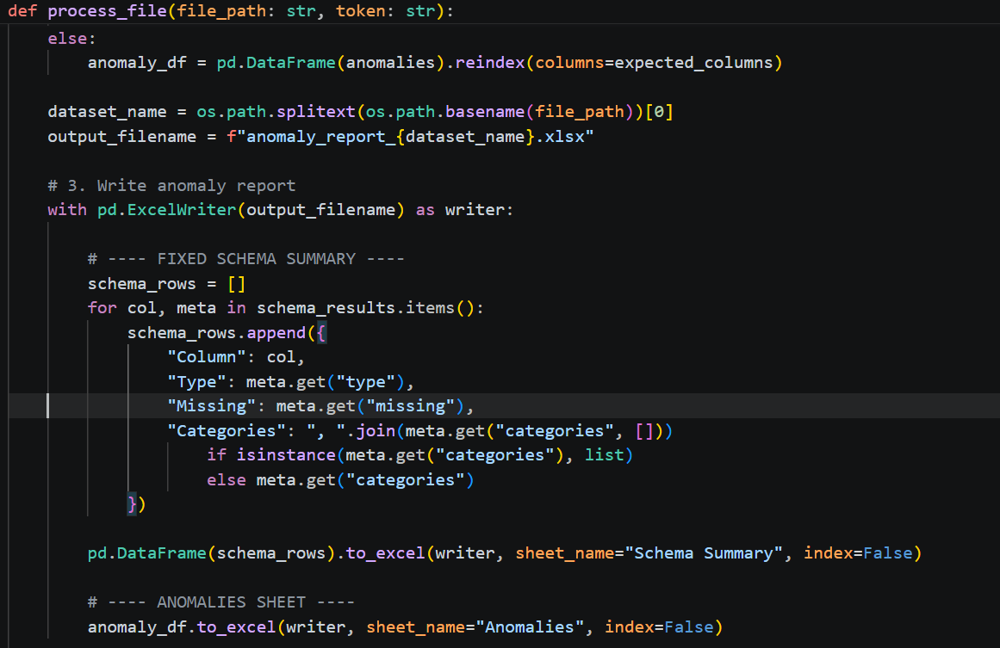 def process_file(file_path: str, token: str):
    else:
        anomaly_df = pd.DataFrame(anomalies).reindex(columns=expected_columns)
    dataset_name = os.path.splitext(os.path.basename(file_path))[0]
    output_filename = f"anomaly_report_{dataset_name}.xlsx"
    # 3. Write anomaly report
    with pd.ExcelWriter(output_filename) as writer:
        # ---- FIXED SCHEMA SUMMARY ----
        schema_rows = []
        for col, meta in schema_results.items():
            schema_rows.append({
                "Column": col,
                "Type": meta.get("type"),
                "Missing": meta.get("missing"),
                "Categories": ", ".join(meta.get("categories", []))
                    if isinstance(meta.get("categories"), list)
                    else meta.get("categories")
            })
        pd.DataFrame(schema_rows).to_excel(writer, sheet_name="Schema Summary", index=False)
        # ---- ANOMALIES SHEET ----
        anomaly_df.to_excel(writer, sheet_name="Anomalies", index=False)